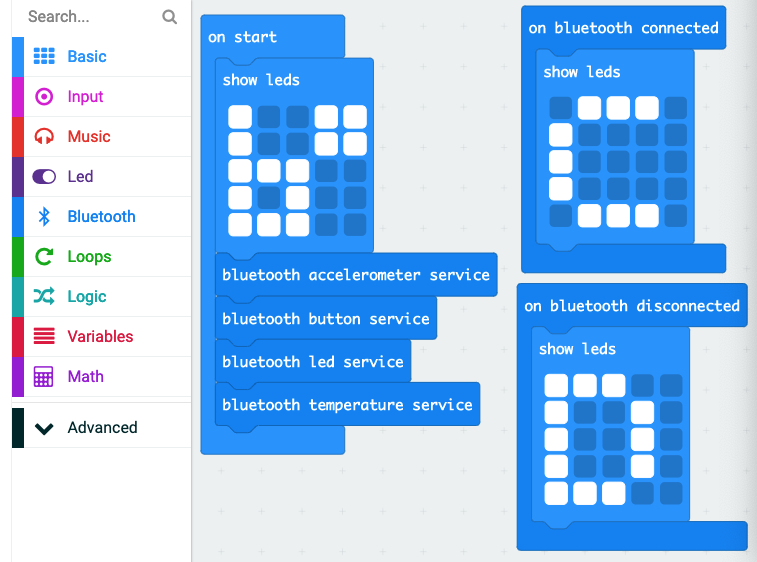 Search...
Basic
Input
Music
Led
Bluetooth
Loops
Logic
Variables
Math
Advanced
on start
show leds
bluetooth accelerometer service
bluetooth button service
bluetooth led service
bluetooth temperature service
on bluetooth connected
show leds
on bluetooth disconnected
show leds